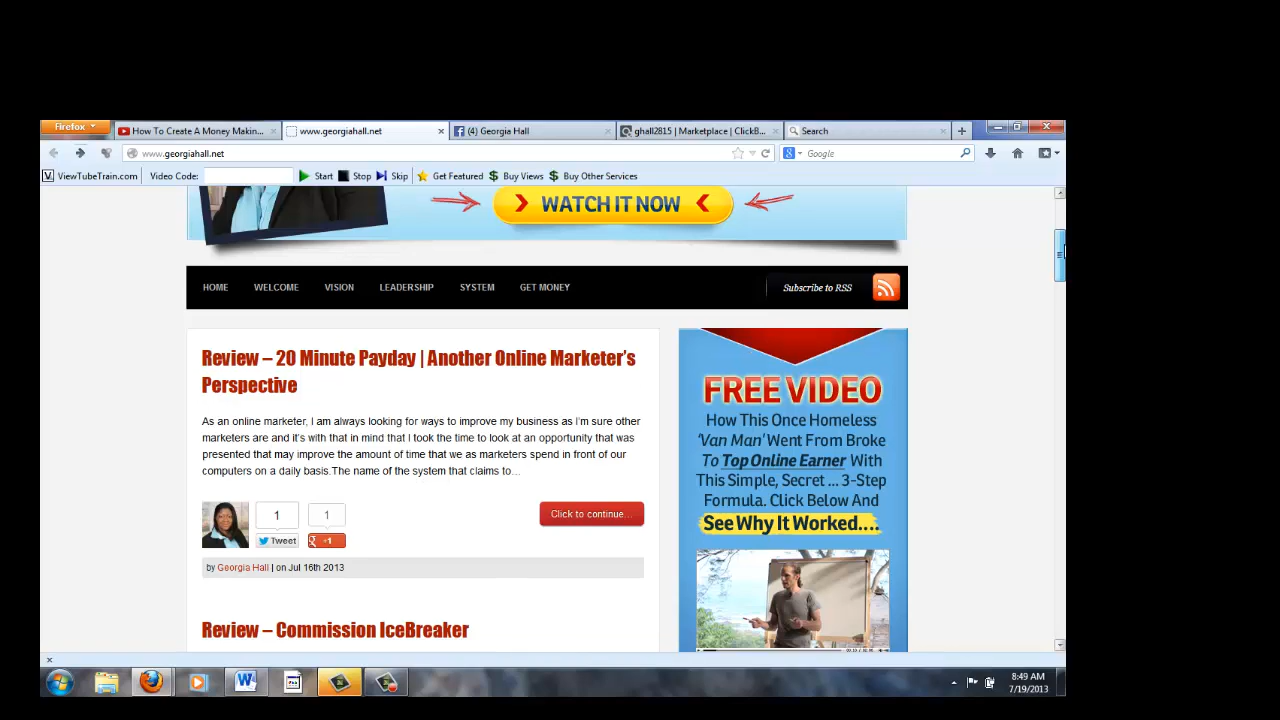 Firefox
How To Create A Money Makin...
www.georgiahall.net
(4) Georgia Hall
ghall2815 | Marketplace | ClickB...
Search
www.georgiahall.net
Google
ViewTubeTrain.com
Video Code:
Start
Stop
Skip
Get Featured
Buy Views
Buy Other Services
WATCH IT NOW
HOME
WELCOME
VISION
LEADERSHIP
SYSTEM
GET MONEY
Subscribe to RSS
Review – 20 Minute Payday | Another Online Marketer's
Perspective
As an online marketer, I am always looking for ways to improve my business as I'm sure other
marketers are and it's with that in mind that I took the time to look at an opportunity that was
presented that may improve the amount of time that we as marketers spend in front of our
computers on a daily basis.The name of the system that claims to...
1
1
Tweet
+1
Click to continue...
by Georgia Hall | on Jul 16th 2013
Review – Commission IceBreaker
FREE VIDEO
How This Once Homeless
'Van Man' Went From Broke
To Top Online Earner With
This Simple, Secret ... 3-Step
Formula. Click Below And
See Why It Worked....
8:49 AM
7/19/2013